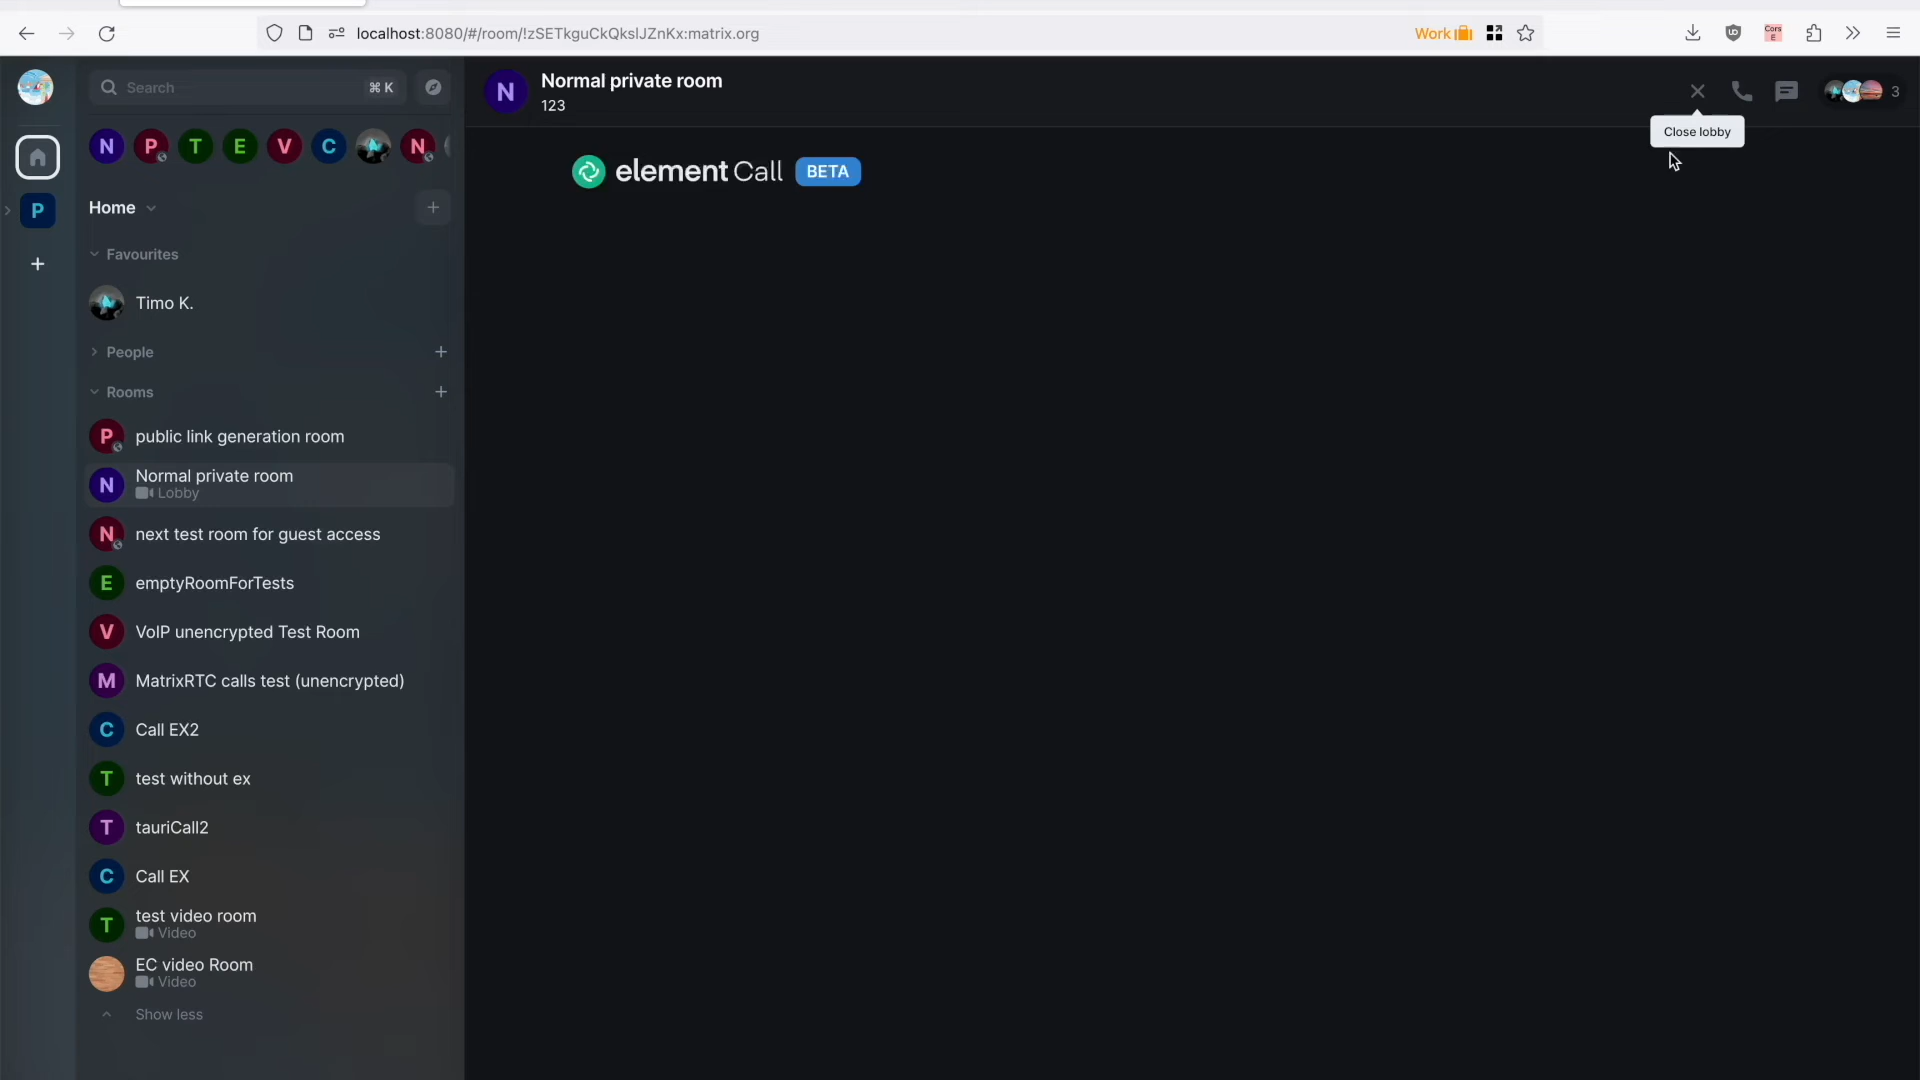 localhost:8080/#/room/!zSETkguCkQkslJZnKx:matrix.org
Work
Cors
E
Search
⌘ K
N P T E V C N
Home
Favourites
Timo K.
People
Rooms
P public link generation room
N Normal private room
Lobby
N next test room for guest access
E emptyRoomForTests
V VoIP unencrypted Test Room
M MatrixRTC calls test (unencrypted)
C Call EX2
T test without ex
T tauriCall2
C Call EX
T test video room
Video
EC video Room
Video
Show less
P
N Normal private room
123
3
Close lobby
element Call BETA